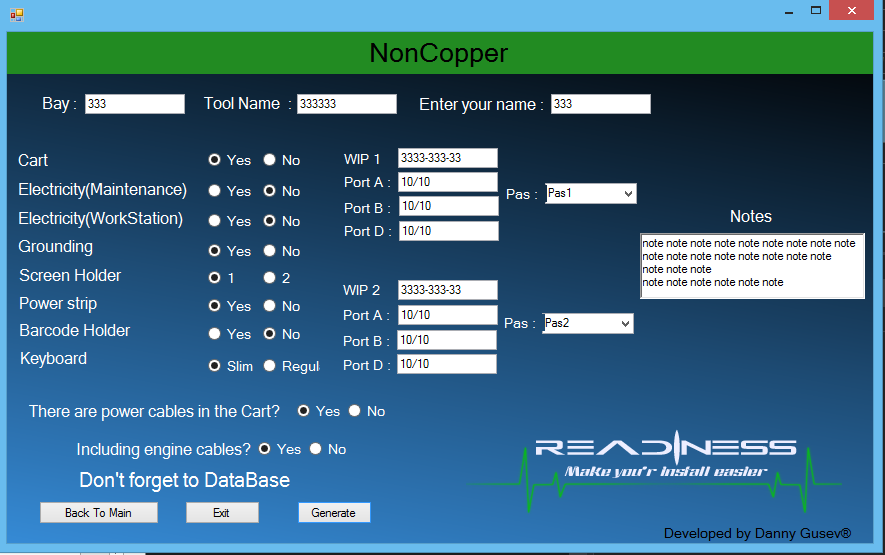 NonCopper
Bay : 333 Tool Name : 333333 Enter your name : 333
Cart Yes No WIP 1 3333-333-33
Electricity(Maintenance) Yes No Port A : 10/10 Pas : Pas1
Electricity(WorkStation) Yes No Port B : 10/10
Grounding Yes No Port D : 10/10
Screen Holder 1 2
Power strip Yes No WIP 2 3333-333-33
Barcode Holder Yes No Port A : 10/10 Pas : Pas2
Keyboard Slim Regul Port B : 10/10
Port D : 10/10
Notes
note note note note note note note note note
note note note note note note note note
note note note
note note note note note note
There are power cables in the Cart? Yes No
Including engine cables? Yes No
Don't forget to DataBase
Back To Main Exit Generate
READINESS
Make you'r install easier
Developed by Danny Gusev®